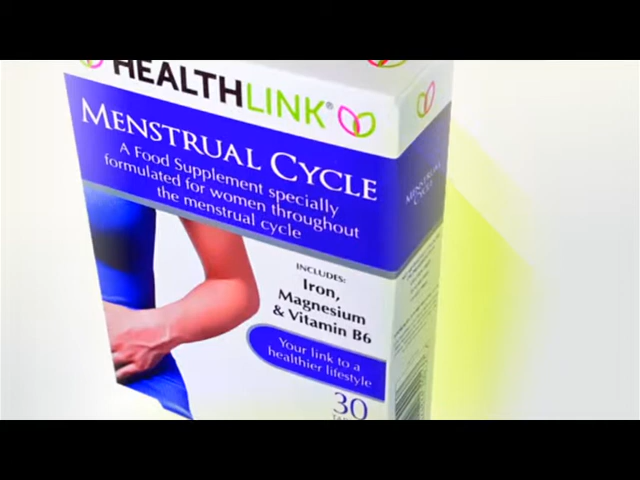 HEALTHLINK®
MENSTRUAL CYCLE
A Food Supplement specially
formulated for women throughout
the menstrual cycle
INCLUDES:
Iron,
Magnesium
& Vitamin B6
Your link to a
healthier lifestyle
30
MENSTRUAL
CYCLE